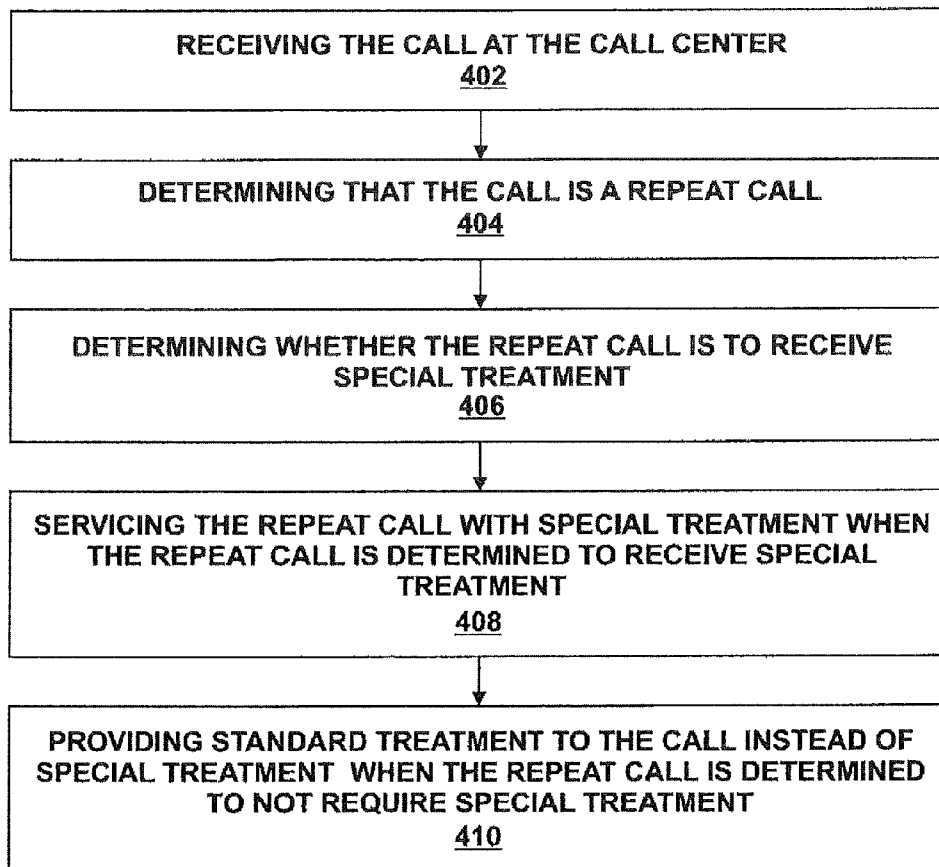 RECEIVING THE CALL AT THE CALL CENTER
402
DETERMINING THAT THE CALL IS A REPEAT CALL
404
DETERMINING WHETHER THE REPEAT CALL IS TO RECEIVE
SPECIAL TREATMENT
406
SERVICING THE REPEAT CALL WITH SPECIAL TREATMENT WHEN
THE REPEAT CALL IS DETERMINED TO RECEIVE SPECIAL
TREATMENT
408
PROVIDING STANDARD TREATMENT TO THE CALL INSTEAD OF
SPECIAL TREATMENT WHEN THE REPEAT CALL IS DETERMINED
TO NOT REQUIRE SPECIAL TREATMENT
410